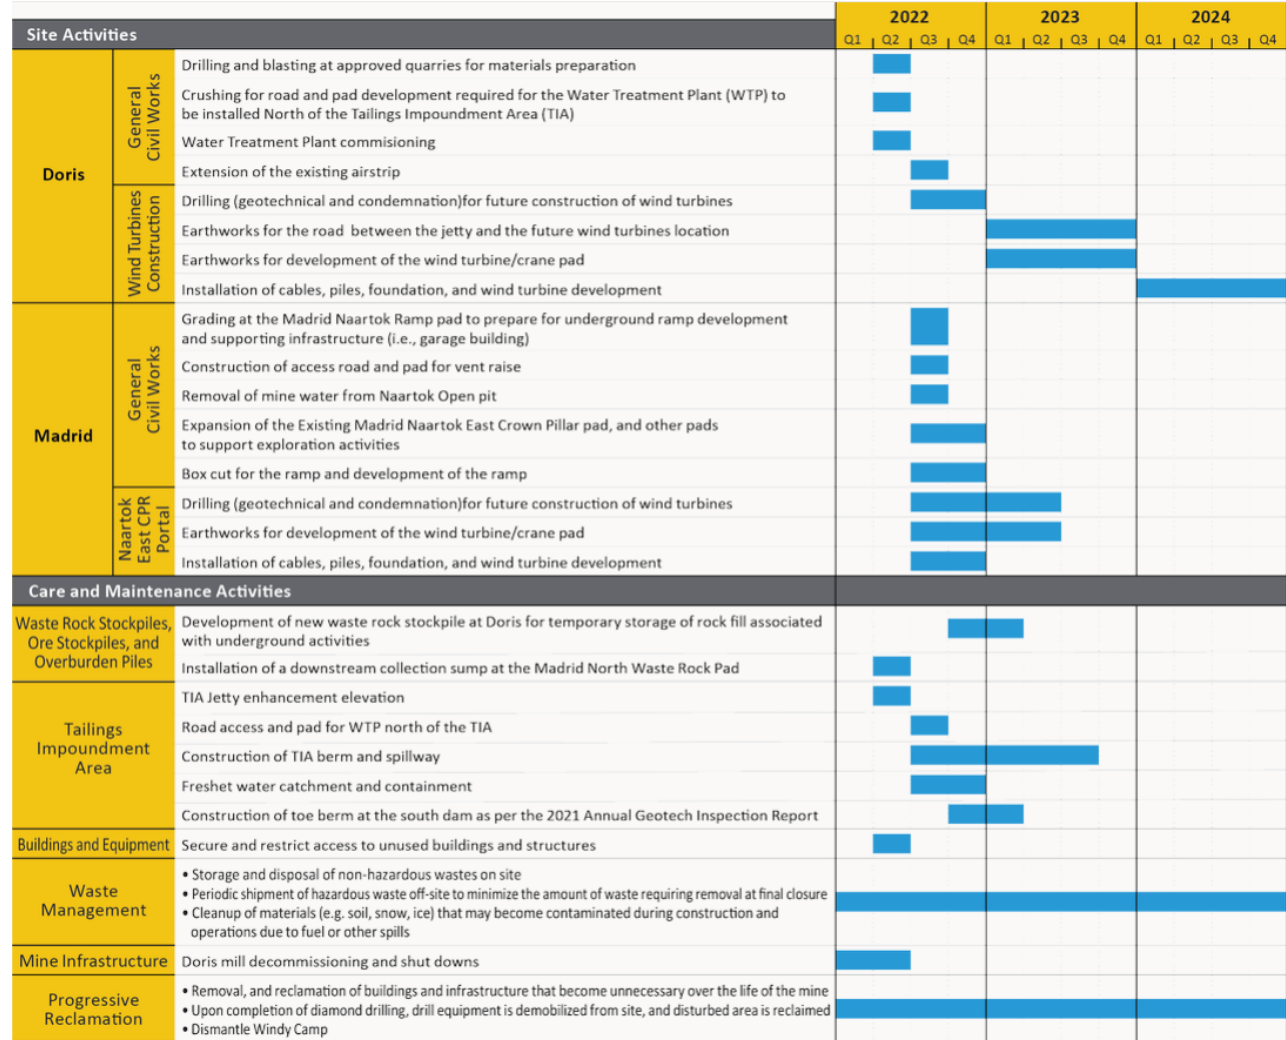 2022 2023 2024
Site Activities
Q1 Q2 Q3 Q4 Q1 Q2 Q3 Q4 Q1 Q2 Q3 Q4
Doris
General
Civil Works
Drilling and blasting at approved quarries for materials preparation
Crushing for road and pad development required for the Water Treatment Plant (WTP) to
be installed North of the Tailings Impoundment Area (TIA)
Water Treatment Plant commisioning
Extension of the existing airstrip
Wind Turbines
Construction
Drilling (geotechnical and condemnation)for future construction of wind turbines
Earthworks for the road between the jetty and the future wind turbines location
Earthworks for development of the wind turbine/crane pad
Installation of cables, piles, foundation, and wind turbine development
Madrid
General
Civil Works
Grading at the Madrid Naartok Ramp pad to prepare for underground ramp development
and supporting infrastructure (i.e., garage building)
Construction of access road and pad for vent raise
Removal of mine water from Naartok Open pit
Expansion of the Existing Madrid Naartok East Crown Pillar pad, and other pads
to support exploration activities
Box cut for the ramp and development of the ramp
Naartok
East CPR
Portal
Drilling (geotechnical and condemnation)for future construction of wind turbines
Earthworks for development of the wind turbine/crane pad
Installation of cables, piles, foundation, and wind turbine development
Care and Maintenance Activities
Waste Rock Stockpiles,
Ore Stockpiles, and
Overburden Piles
Development of new waste rock stockpile at Doris for temporary storage of rock fill associated
with underground activities
Installation of a downstream collection sump at the Madrid North Waste Rock Pad
Tailings
Impoundment
Area
TIA Jetty enhancement elevation
Road access and pad for WTP north of the TIA
Construction of TIA berm and spillway
Freshet water catchment and containment
Construction of toe berm at the south dam as per the 2021 Annual Geotech Inspection Report
Buildings and Equipment
Secure and restrict access to unused buildings and structures
Waste
Management
• Storage and disposal of non-hazardous wastes on site
• Periodic shipment of hazardous waste off-site to minimize the amount of waste requiring removal at final closure
• Cleanup of materials (e.g. soil, snow, ice) that may become contaminated during construction and
operations due to fuel or other spills
Mine Infrastructure
Doris mill decommissioning and shut downs
Progressive
Reclamation
• Removal, and reclamation of buildings and infrastructure that become unnecessary over the life of the mine
• Upon completion of diamond drilling, drill equipment is demobilized from site, and disturbed area is reclaimed
• Dismantle Windy Camp